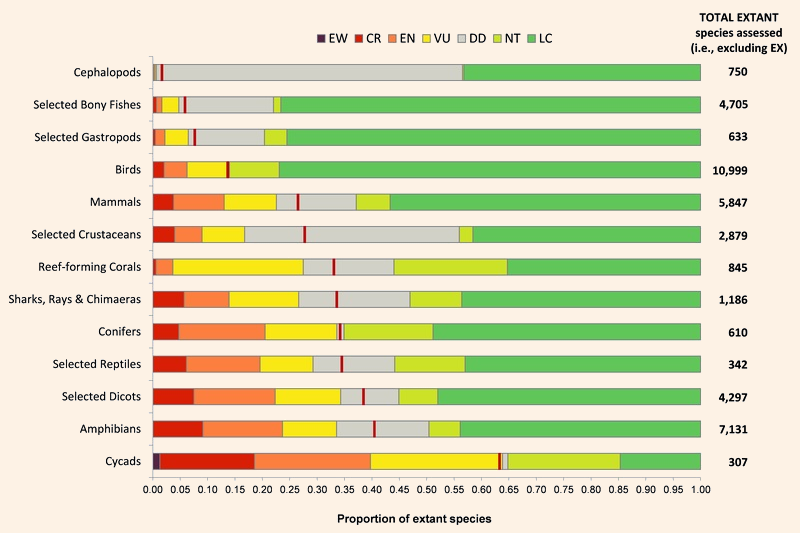 TOTAL EXTANT
species assessed
(i.e., excluding EX)
EW CR EN VU DD NT LC
Cephalopods 750
Selected Bony Fishes 4,705
Selected Gastropods 633
Birds 10,999
Mammals 5,847
Selected Crustaceans 2,879
Reef-forming Corals 845
Sharks, Rays & Chimaeras 1,186
Conifers 610
Selected Reptiles 342
Selected Dicots 4,297
Amphibians 7,131
Cycads 307
0.00 0.05 0.10 0.15 0.20 0.25 0.30 0.35 0.40 0.45 0.50 0.55 0.60 0.65 0.70 0.75 0.80 0.85 0.90 0.95 1.00
Proportion of extant species